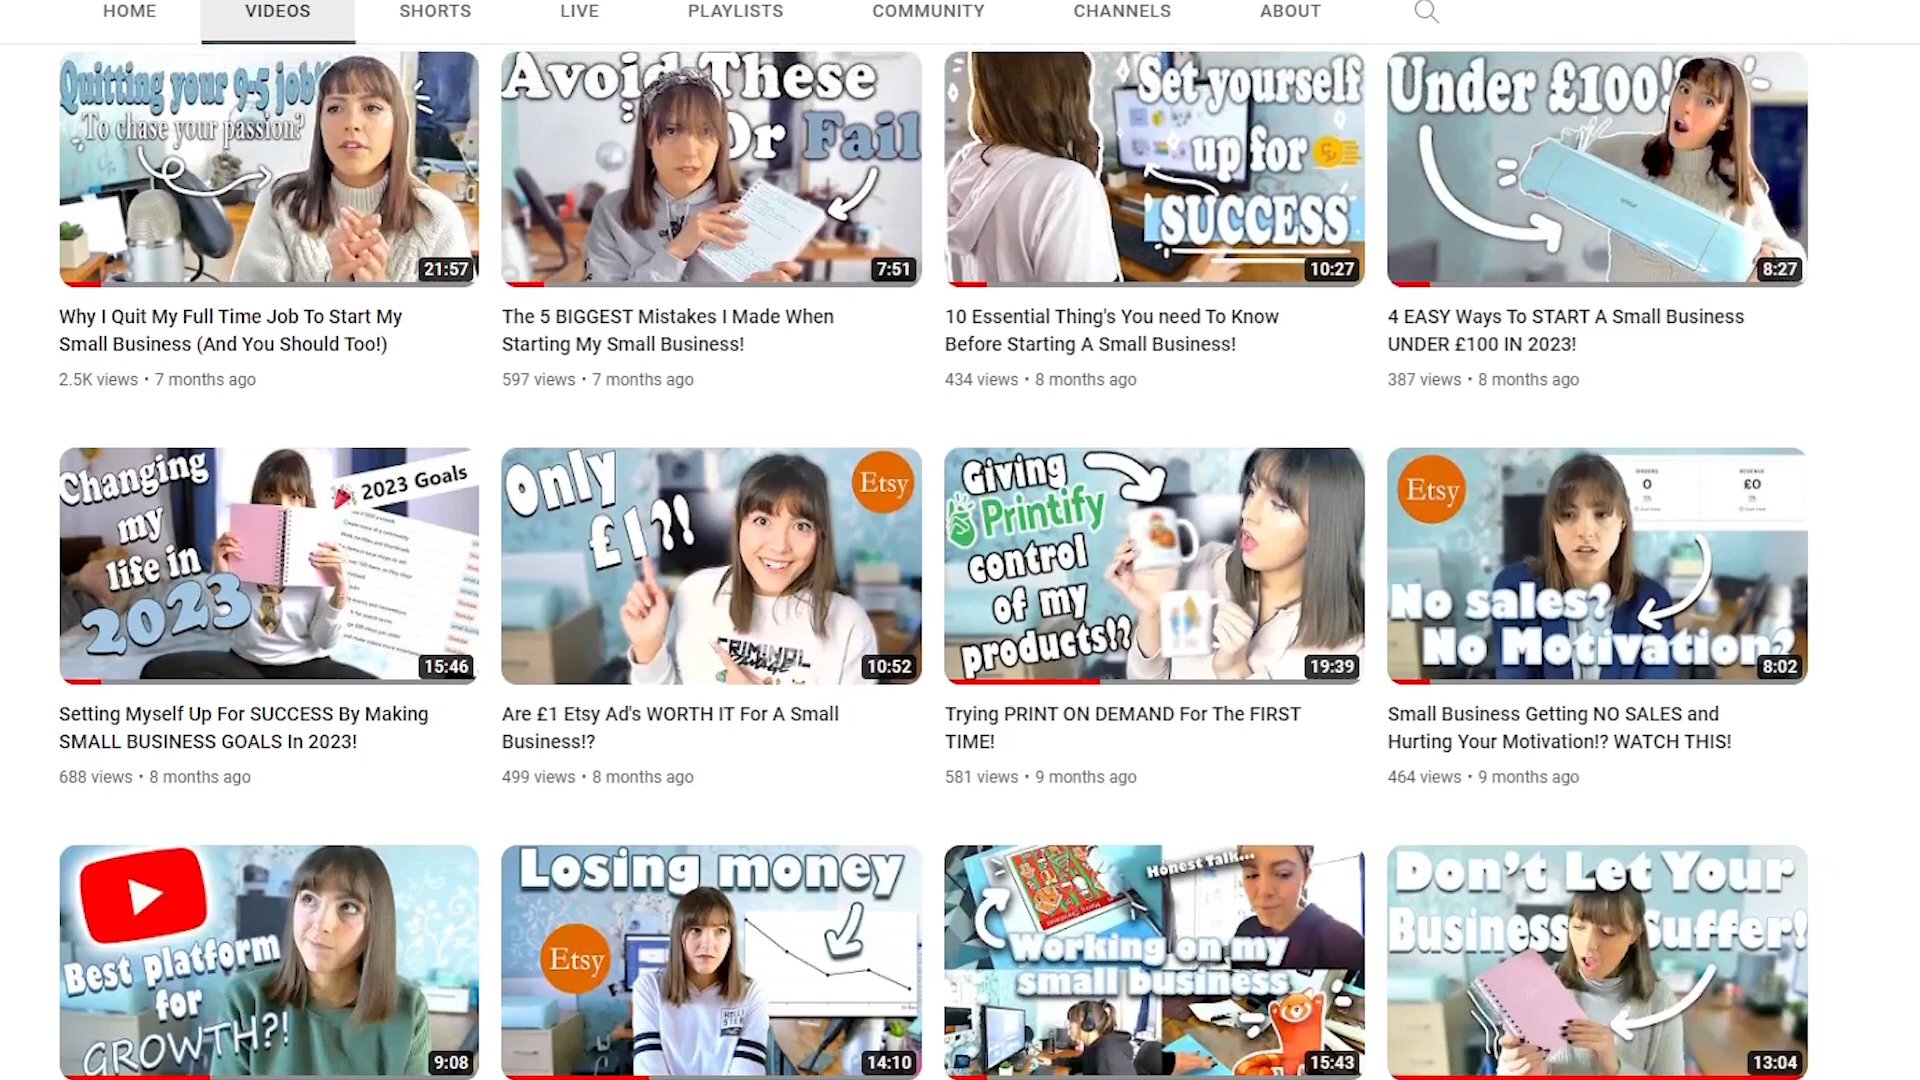 HOME VIDEOS SHORTS LIVE PLAYLISTS COMMUNITY CHANNELS ABOUT
Quitting your 9-5 job?
To chase your passion?
21:57
Avoid These
Or Fail
7:51
Set yourself
up for
SUCCESS
10:27
Under £100!
8:27
Why I Quit My Full Time Job To Start My
Small Business (And You Should Too!)
2.5K views • 7 months ago
The 5 BIGGEST Mistakes I Made When
Starting My Small Business!
597 views • 7 months ago
10 Essential Thing's You need To Know
Before Starting A Small Business!
434 views • 8 months ago
4 EASY Ways To START A Small Business
UNDER £100 IN 2023!
387 views • 8 months ago
Changing
my
life in
2023
2023 Goals
15:46
Only
£1?!
Etsy
CRIMINAL
10:52
Giving
Printify
control
of my
products!?
19:39
Etsy
ORDERS
0
REVENUE
£0
No sales?
No Motivation?
8:02
Setting Myself Up For SUCCESS By Making
SMALL BUSINESS GOALS In 2023!
688 views • 8 months ago
Are £1 Etsy Ad's WORTH IT For A Small
Business!?
499 views • 8 months ago
Trying PRINT ON DEMAND For The FIRST
TIME!
581 views • 9 months ago
Small Business Getting NO SALES and
Hurting Your Motivation!? WATCH THIS!
464 views • 9 months ago
Best platform
for
GROWTH?!
9:08
Losing money
Etsy
HOLLISTER
14:10
Honest Talk...
Working on my
small business
15:43
Don't Let Your
Business Suffer!
13:04